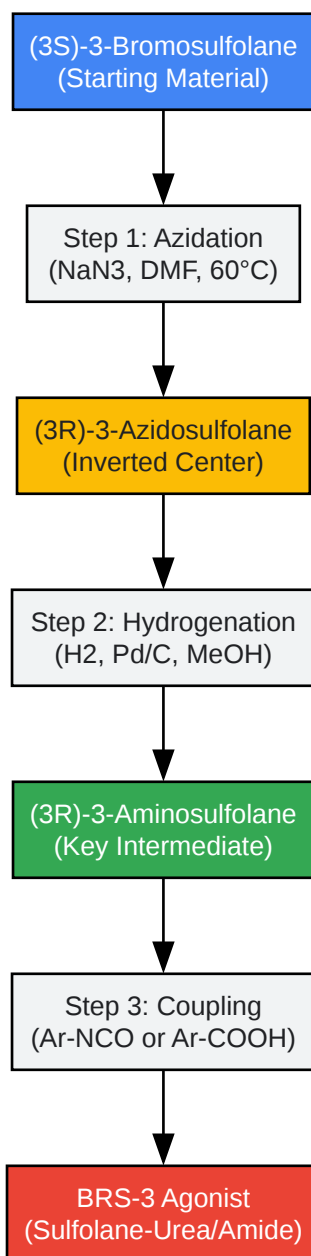 (3S)-3-Bromosulfolane
(Starting Material)
Step 1: Azidation
(NaN3, DMF, 60°C)
(3R)-3-Azidosulfolane
(Inverted Center)
Step 2: Hydrogenation
(H2, Pd/C, MeOH)
(3R)-3-Aminosulfolane
(Key Intermediate)
Step 3: Coupling
(Ar-NCO or Ar-COOH)
BRS-3 Agonist
(Sulfolane-Urea/Amide)